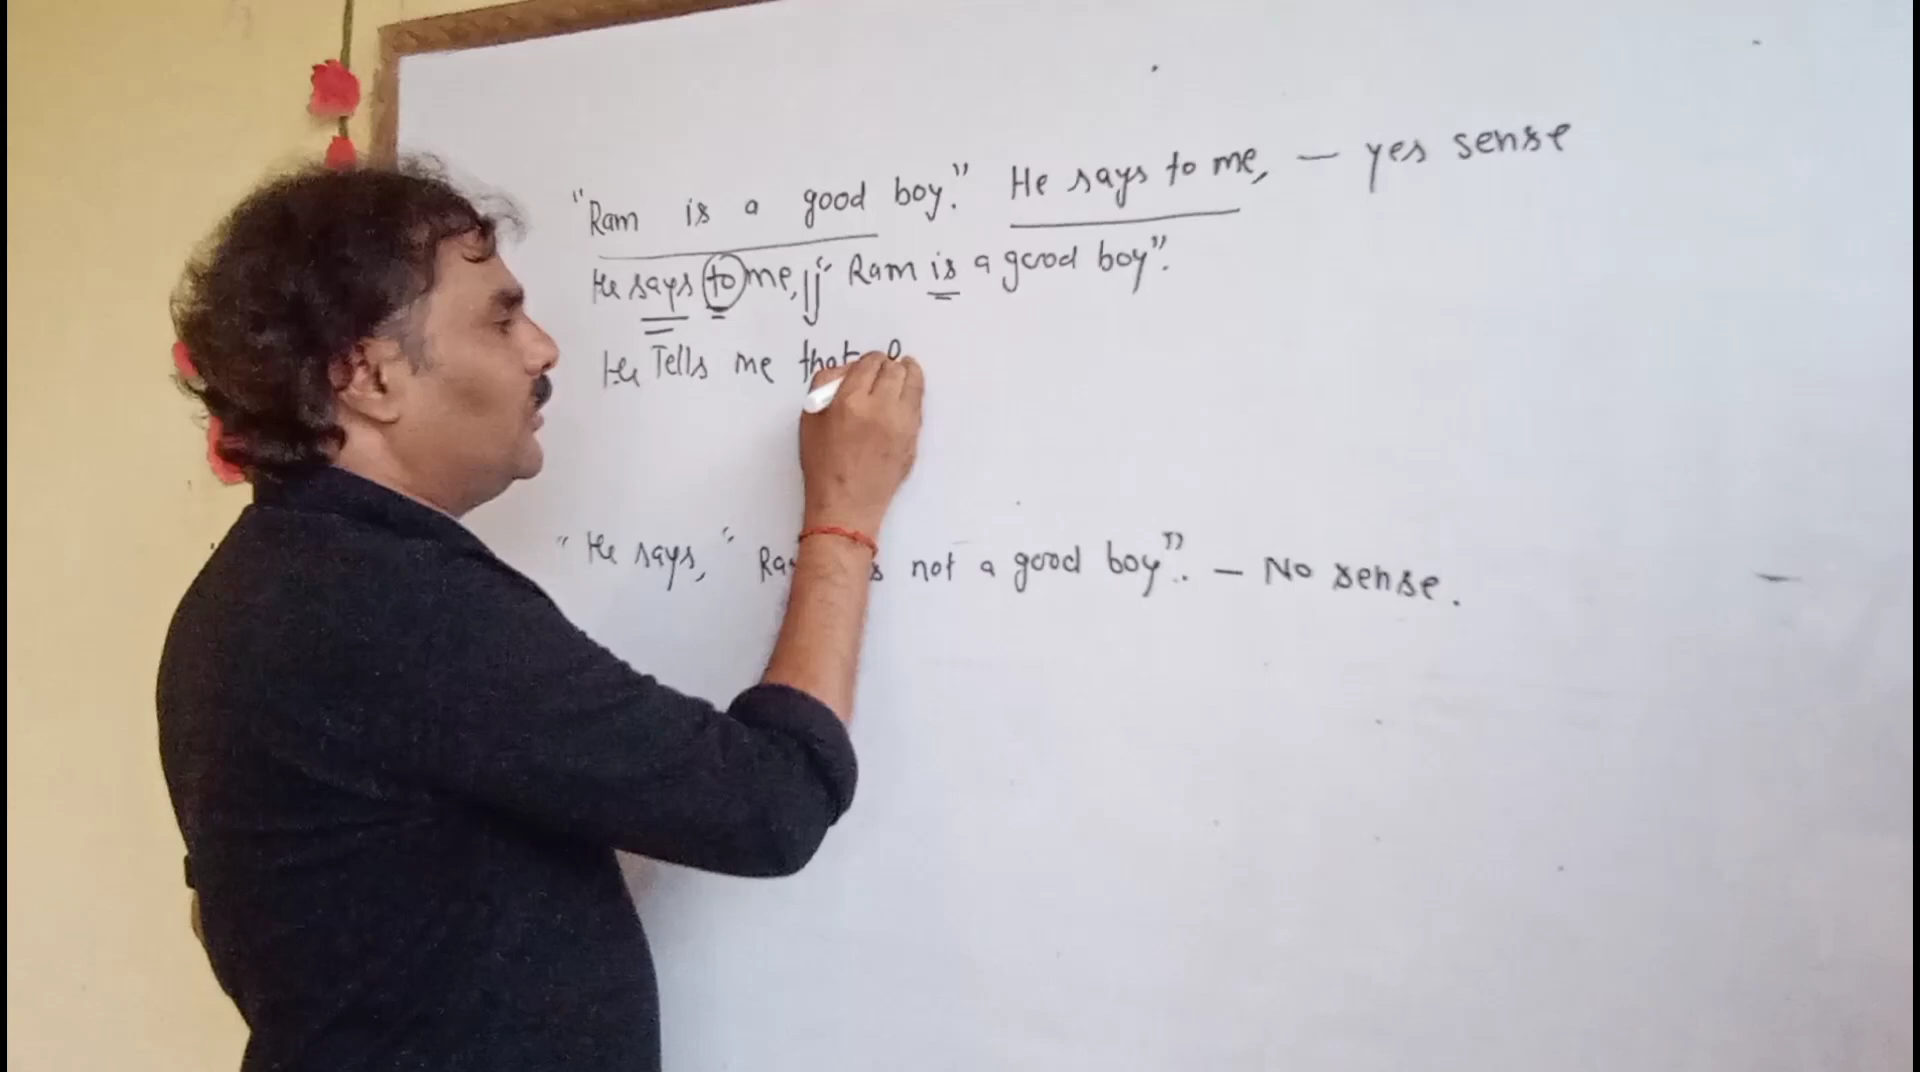 "Ram is a good boy." He says to me, — yes sense
He says to me, " Ram is a good boy".
He Tells me that
"He says, " is not a good boy". — No sense.